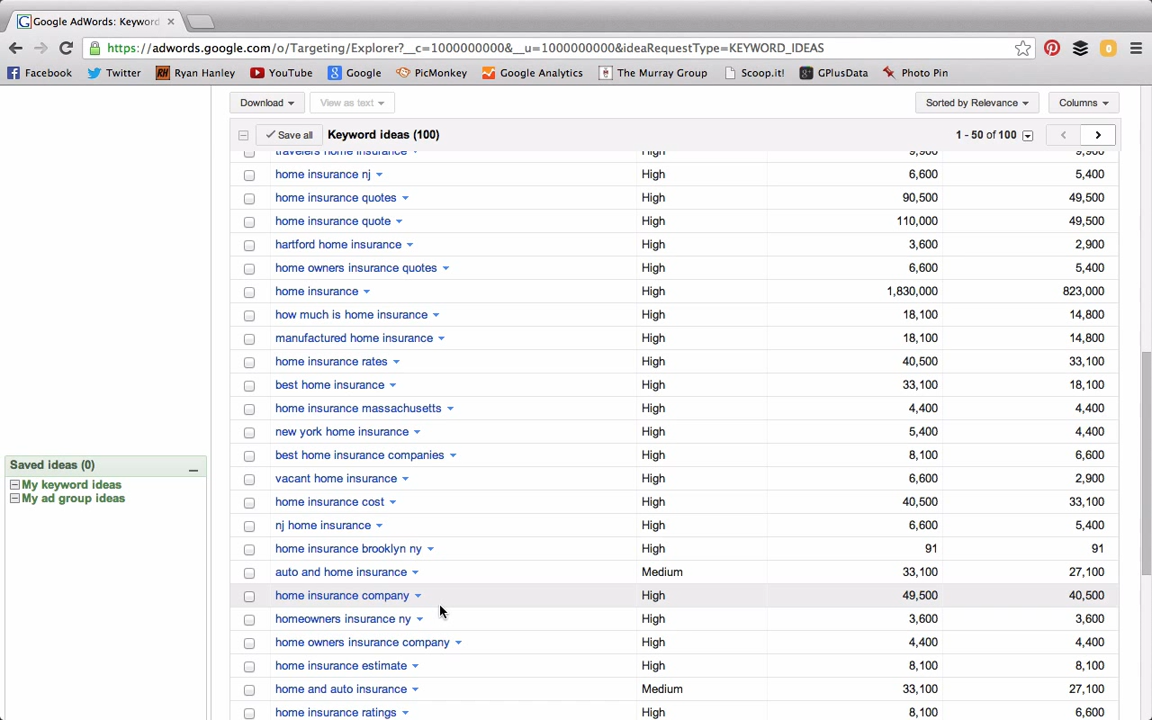 Google AdWords: Keyword
https://adwords.google.com/o/Targeting/Explorer?__c=1000000000&__u=1000000000&ideaRequestType=KEYWORD_IDEAS
Facebook Twitter RH Ryan Hanley YouTube Google PicMonkey Google Analytics The Murray Group Scoop.it! GPlusData Photo Pin
Download View as text Sorted by Relevance Columns
Save all Keyword ideas (100) 1 - 50 of 100
travelers home insurance High 9,900 9,900
home insurance nj High 6,600 5,400
home insurance quotes High 90,500 49,500
home insurance quote High 110,000 49,500
hartford home insurance High 3,600 2,900
home owners insurance quotes High 6,600 5,400
home insurance High 1,830,000 823,000
how much is home insurance High 18,100 14,800
manufactured home insurance High 18,100 14,800
home insurance rates High 40,500 33,100
best home insurance High 33,100 18,100
home insurance massachusetts High 4,400 4,400
new york home insurance High 5,400 4,400
best home insurance companies High 8,100 6,600
vacant home insurance High 6,600 2,900
home insurance cost High 40,500 33,100
nj home insurance High 6,600 5,400
home insurance brooklyn ny High 91 91
auto and home insurance Medium 33,100 27,100
home insurance company High 49,500 40,500
homeowners insurance ny High 3,600 3,600
home owners insurance company High 4,400 4,400
home insurance estimate High 8,100 8,100
home and auto insurance Medium 33,100 27,100
home insurance ratings High 8,100 6,600
Saved ideas (0)
My keyword ideas
My ad group ideas